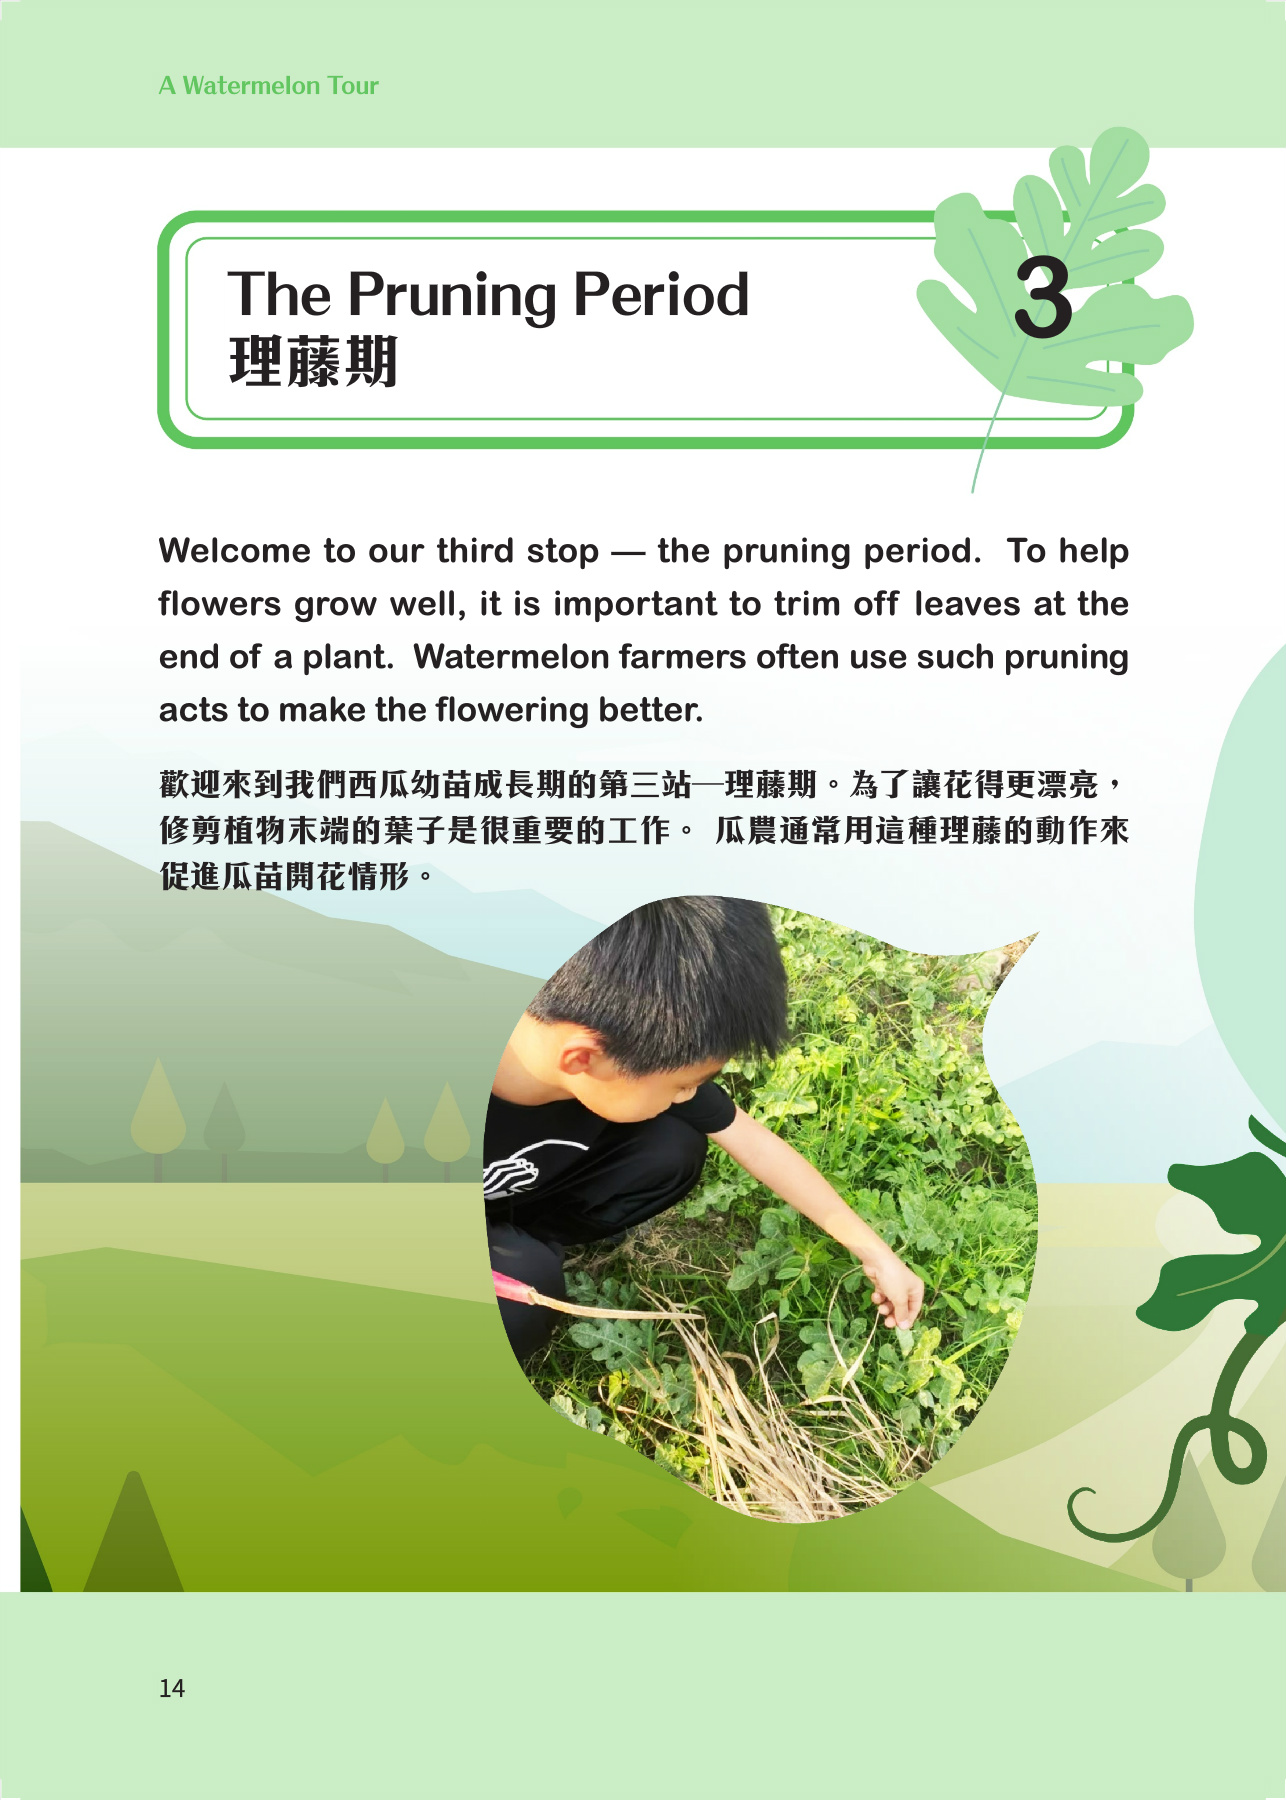 A Watermelon Tour
The Pruning Period
理藤期
3
Welcome to our third stop — the pruning period. To help
flowers grow well, it is important to trim off leaves at the
end of a plant. Watermelon farmers often use such pruning
acts to make the flowering better.
歡迎來到我們西瓜幼苗成長期的第三站─理藤期。為了讓花得更漂亮，
修剪植物末端的葉子是很重要的工作。 瓜農通常用這種理藤的動作來
促進瓜苗開花情形。
14